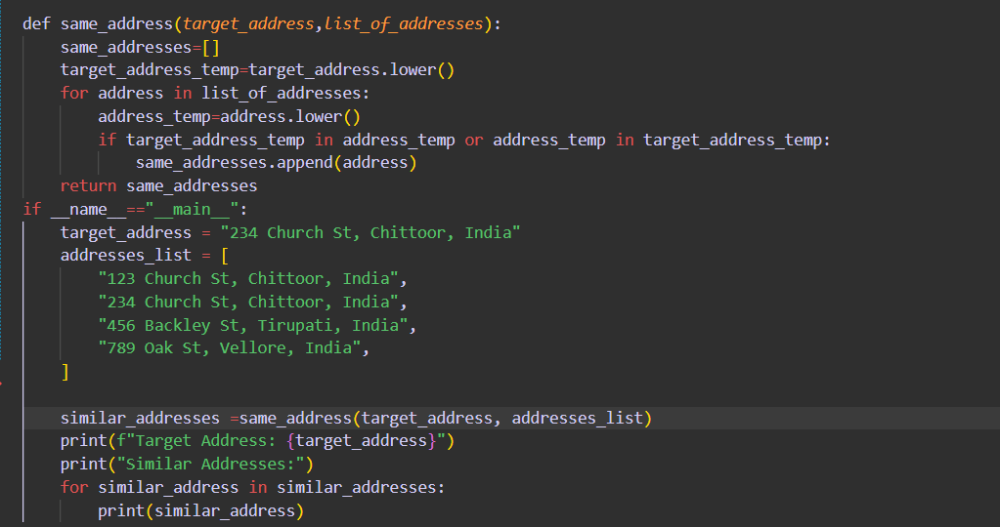 def same_address(target_address,list_of_addresses):
    same_addresses=[]
    target_address_temp=target_address.lower()
    for address in list_of_addresses:
        address_temp=address.lower()
        if target_address_temp in address_temp or address_temp in target_address_temp:
            same_addresses.append(address)
    return same_addresses
if __name__=="__main__":
    target_address = "234 Church St, Chittoor, India"
    addresses_list = [
        "123 Church St, Chittoor, India",
        "234 Church St, Chittoor, India",
        "456 Backley St, Tirupati, India",
        "789 Oak St, Vellore, India",
    ]

    similar_addresses =same_address(target_address, addresses_list)
    print(f"Target Address: {target_address}")
    print("Similar Addresses:")
    for similar_address in similar_addresses:
        print(similar_address)